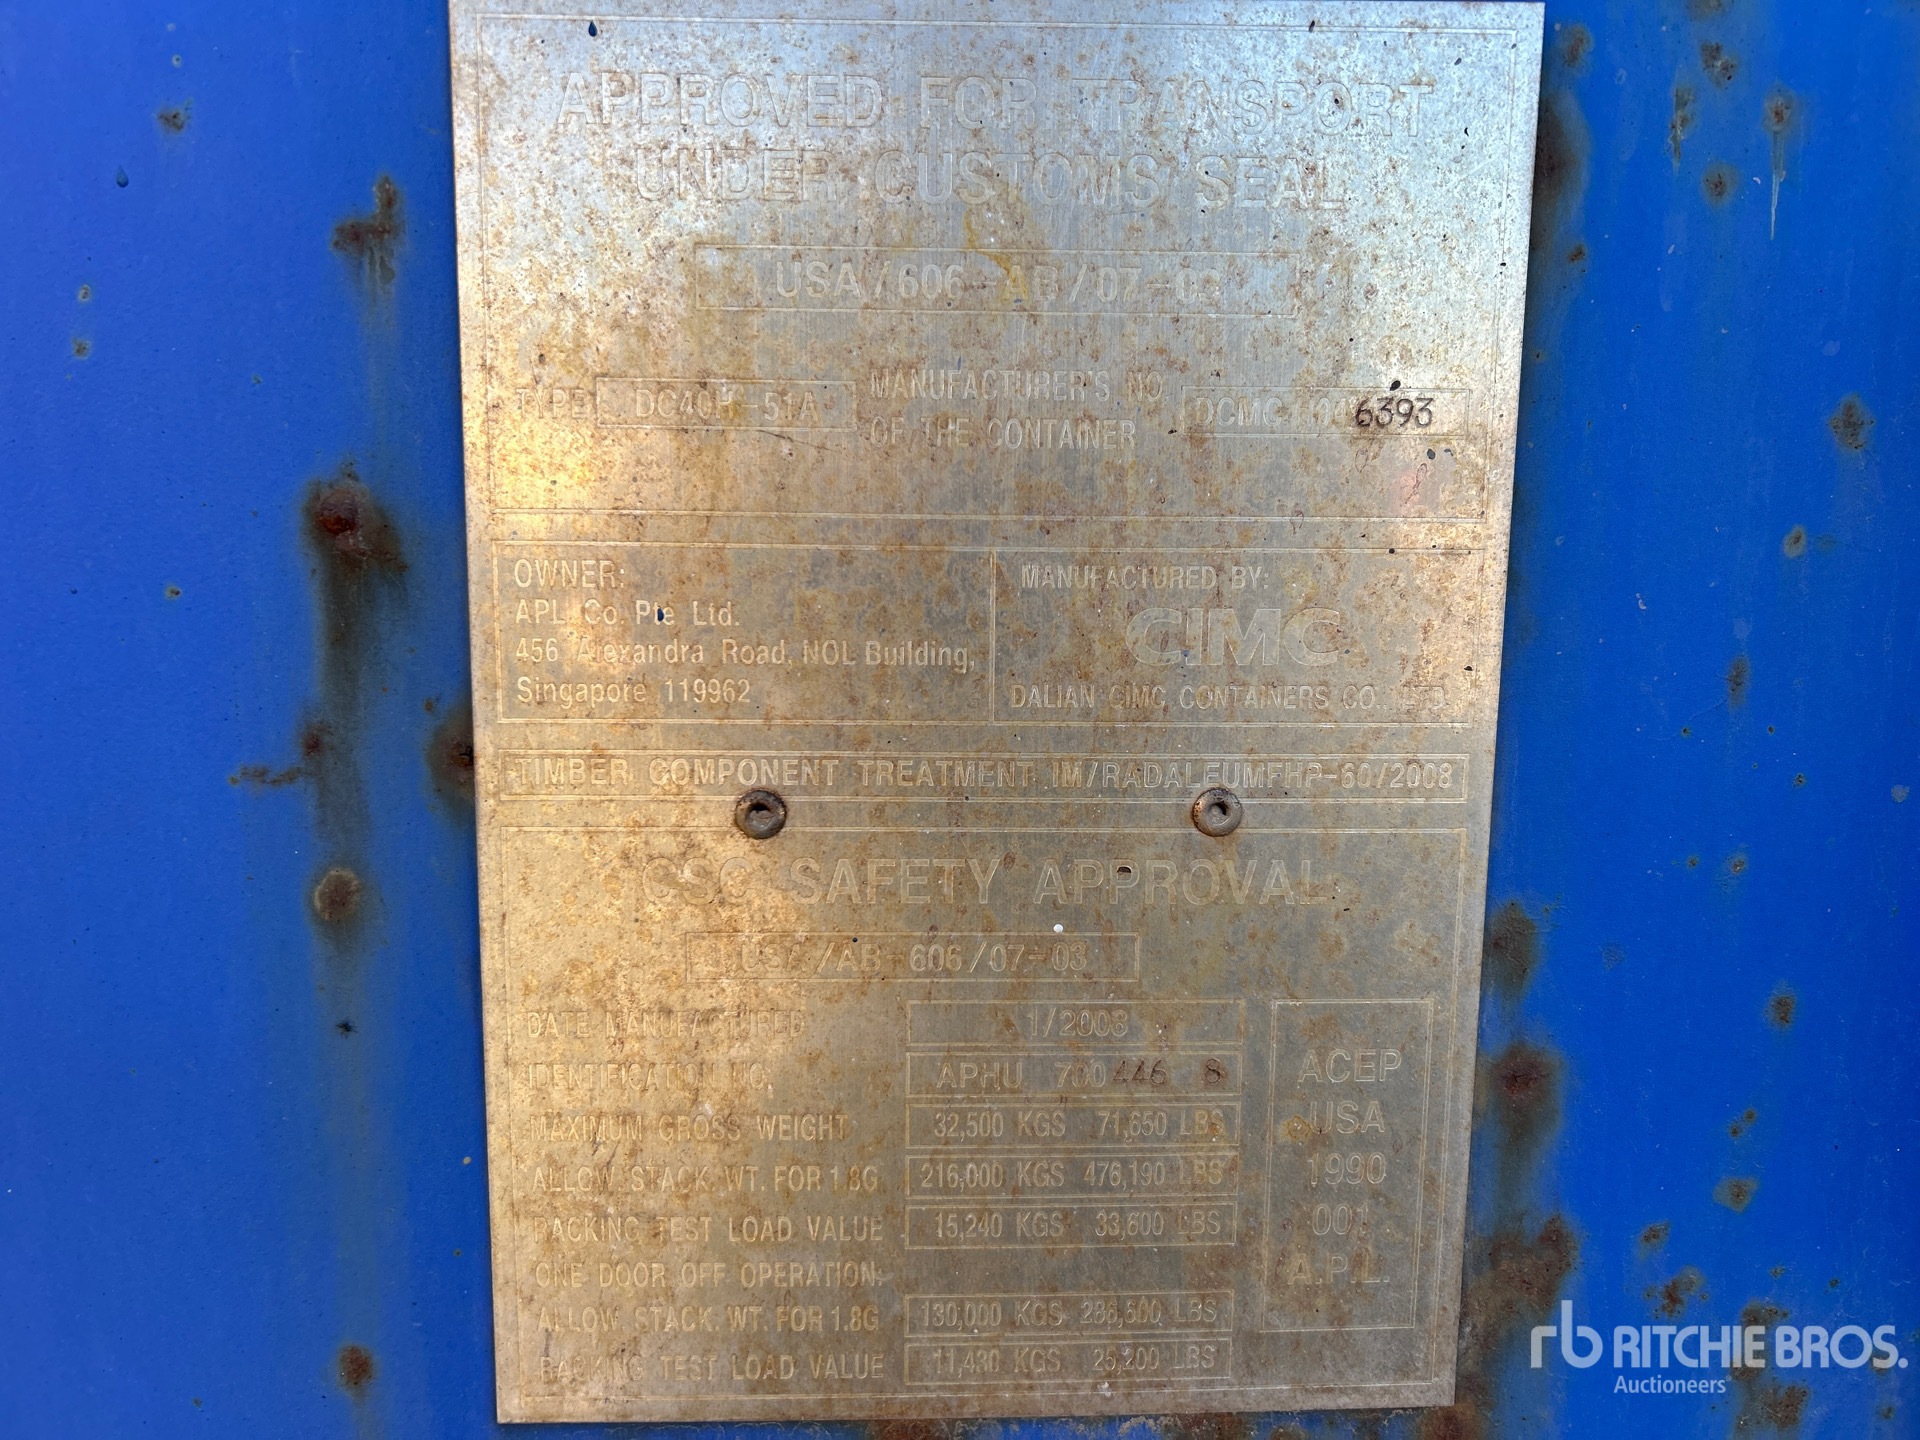 APPROVED FOR TRANSPORT
UNDER CUSTOMS SEAL
USA/606-AB/07-03
TYPE DC40H-51A MANUFACTURER'S NO.
OF THE CONTAINER 6393
OWNER:
APL Co. Pte Ltd.
456 Alexandra Road, NOL Building,
Singapore 119962
MANUFACTURED BY:
CIMC
DALIAN CIMC CONTAINERS CO., LTD.
TIMBER COMPONENT TREATMENT IM/RADALEUMFHP-60/2008
CSC SAFETY APPROVAL
USA/AB-606/07-03
DATE MANUFACTURED 1/2008
IDENTIFICATION NO. APHU 700446 8
MAXIMUM GROSS WEIGHT 32,500 KGS 71,650 LBS
ALLOW. STACK. WT. FOR 1.8G 216,000 KGS 476,190 LBS
RACKING TEST LOAD VALUE 15,240 KGS 33,600 LBS
ONE DOOR OFF OPERATION:
ALLOW. STACK. WT. FOR 1.8G 130,000 KGS 286,600 LBS
RACKING TEST LOAD VALUE 11,430 KGS 25,200 LBS
ACEP
USA
1990
001
A.P.L.
rb RITCHIE BROS.
Auctioneers